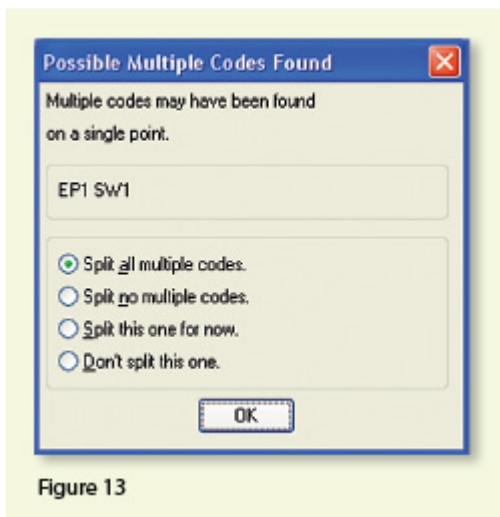 Possible Multiple Codes Found
Multiple codes may have been found
on a single point.
EP1 SW1
Split all multiple codes.
Split no multiple codes.
Split this one for now.
Don't split this one.
OK
Figure 13